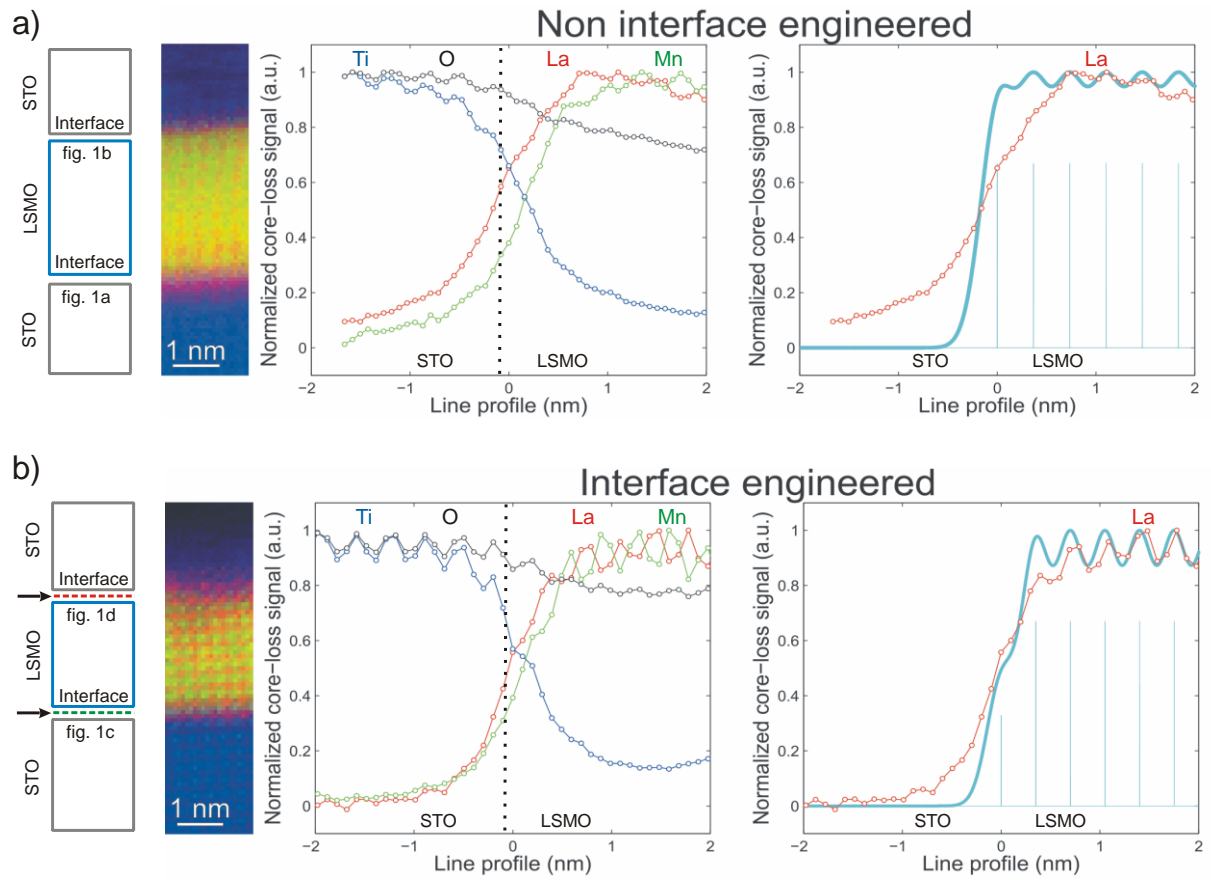 a)
Non interface engineered
STO
Interface
fig. 1b
LSMO
Interface
fig. 1a
STO
1 nm
Normalized core−loss signal (a.u.)
Ti
O
La
Mn
1
0.8
0.6
0.4
0.2
0
STO
LSMO
−2
−1
0
1
2
Line profile (nm)
Normalized core−loss signal (a.u.)
La
1
0.8
0.6
0.4
0.2
0
STO
LSMO
−2
−1
0
1
2
Line profile (nm)
b)
Interface engineered
STO
Interface
fig. 1d
LSMO
Interface
fig. 1c
STO
1 nm
Normalized core−loss signal (a.u.)
Ti
O
La
Mn
1
0.8
0.6
0.4
0.2
0
STO
LSMO
−2
−1
0
1
2
Line profile (nm)
Normalized core−loss signal (a.u.)
La
1
0.8
0.6
0.4
0.2
0
STO
LSMO
−2
−1
0
1
2
Line profile (nm)